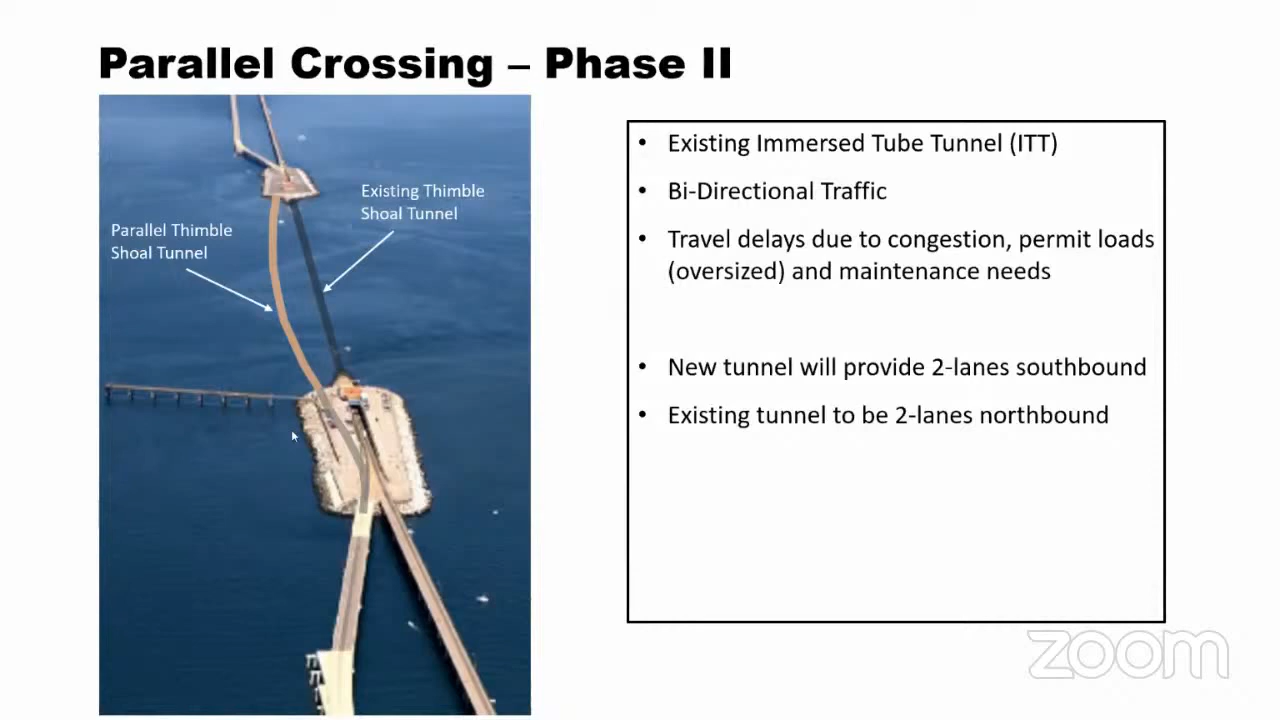 Parallel Crossing – Phase II
Existing Thimble
Shoal Tunnel
Parallel Thimble
Shoal Tunnel
• Existing Immersed Tube Tunnel (ITT)
• Bi-Directional Traffic
• Travel delays due to congestion, permit loads
(oversized) and maintenance needs
• New tunnel will provide 2-lanes southbound
• Existing tunnel to be 2-lanes northbound
zoom